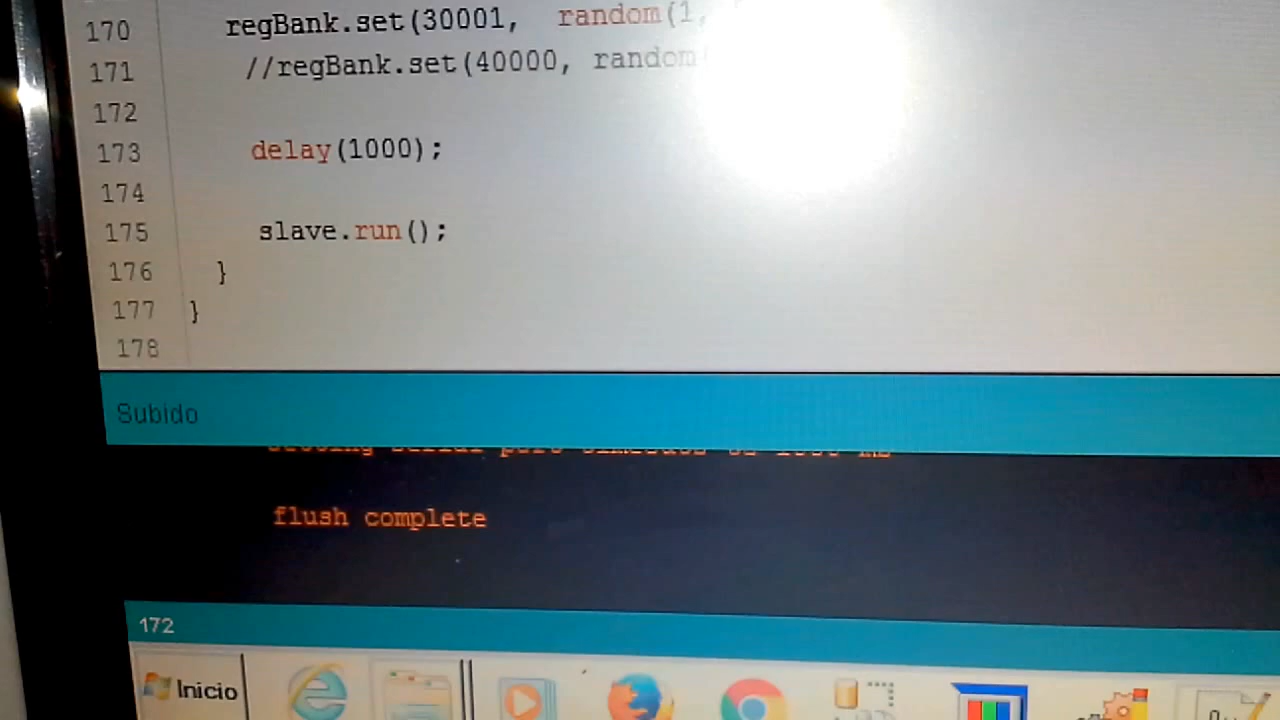 170 regBank.set(30001, random(1,
171 //regBank.set(40000, random(
172
173 delay(1000);
174
175 slave.run();
176 }
177 }
178
Subido
flush complete
172
Inicio